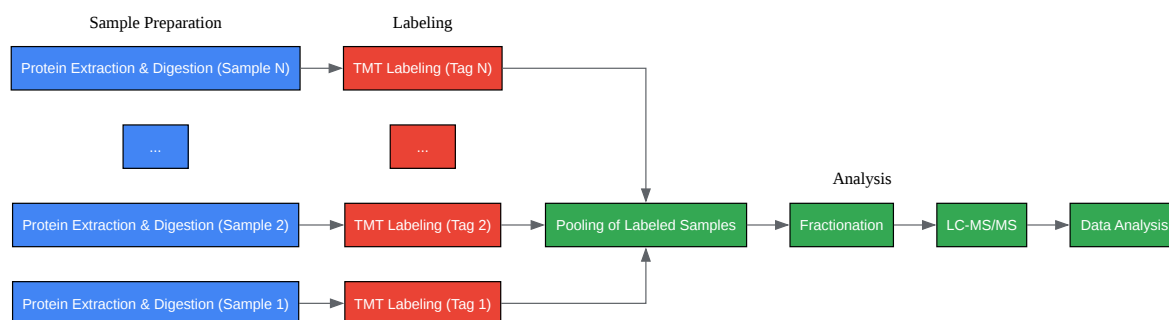 Sample Preparation
Labeling
Protein Extraction & Digestion (Sample N)
TMT Labeling (Tag N)
...
...
Analysis
Protein Extraction & Digestion (Sample 2)
TMT Labeling (Tag 2)
Pooling of Labeled Samples
Fractionation
LC-MS/MS
Data Analysis
Protein Extraction & Digestion (Sample 1)
TMT Labeling (Tag 1)